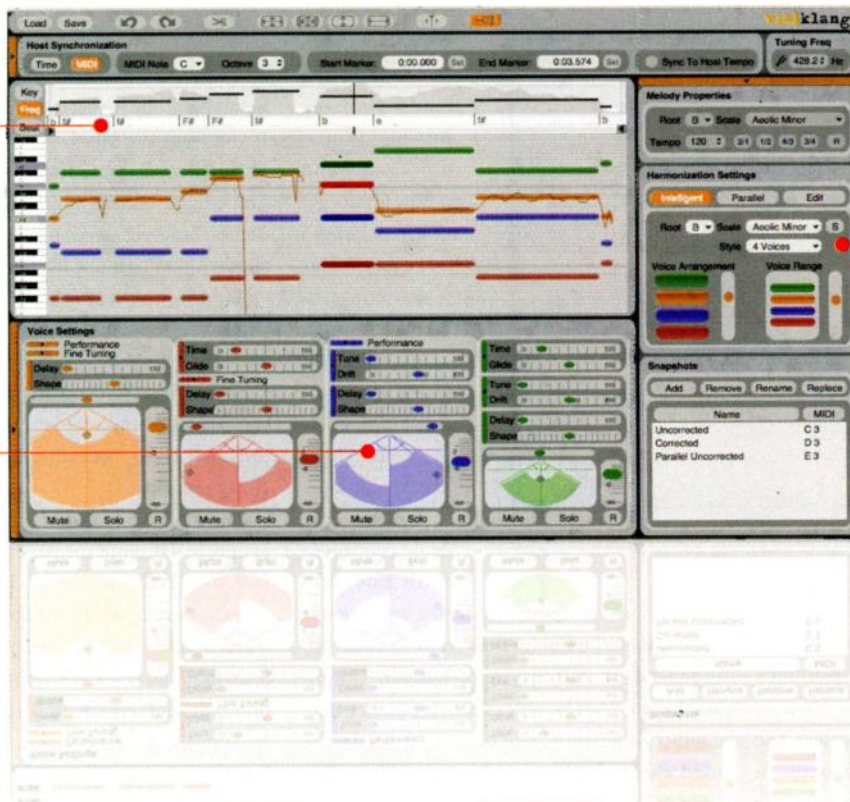 Load Save klang
Host Synchronization Tuning Freq
Time MIDI MIDI Note C Octave 3 Start Marker: 0:00.000 Set End Marker: 0:03.574 Set Sync To Host Tempo 428.2 Hz
Key
Freq
Beat
Melody Properties
Root B Scale Aeolic Minor
Tempo 120 2/1 1/2 4/3 3/4 R
Harmonization Settings
Intelligent Parallel Edit
Root B Scale Aeolic Minor S
Style 4 Voices
Voice Arrangement Voice Range
Voice Settings
Performance
Fine Tuning
Delay
Shape
Mute Solo R
Time
Glide
Fine Tuning
Delay
Shape
Mute Solo R
Performance
Tune
Drift
Delay
Shape
Mute Solo R
Time
Glide
Tune
Drift
Delay
Shape
Mute Solo R
Snapshots
Add Remove Rename Replace
Name MIDI
Uncorrected C 3
Corrected D 3
Parallel Uncorrected E 3